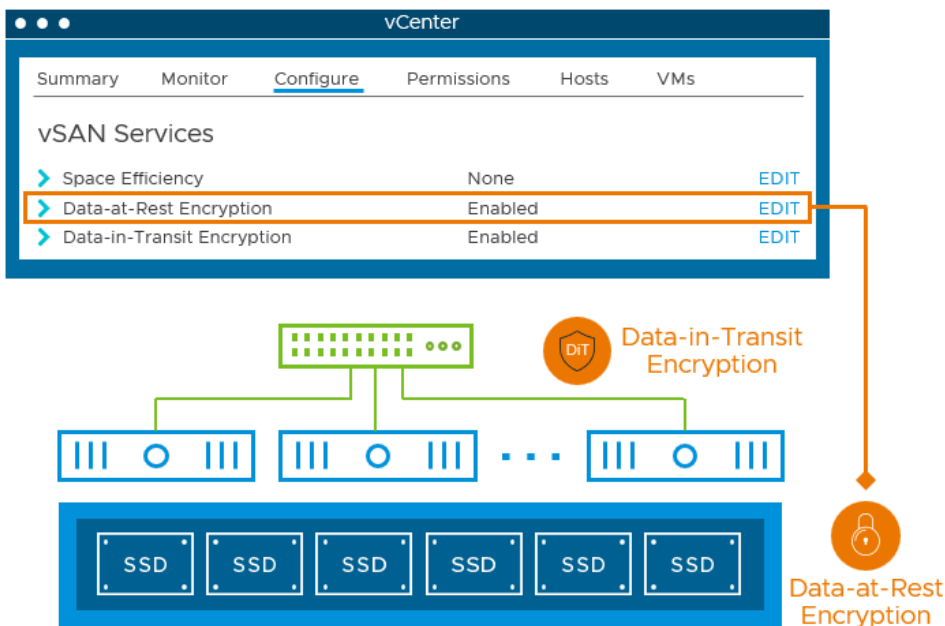 vCenter
Summary Monitor Configure Permissions Hosts VMs
vSAN Services
Space Efficiency None EDIT
Data-at-Rest Encryption Enabled EDIT
Data-in-Transit Encryption Enabled EDIT
DiT
Data-in-Transit
Encryption
SSD SSD SSD SSD SSD SSD
Data-at-Rest
Encryption